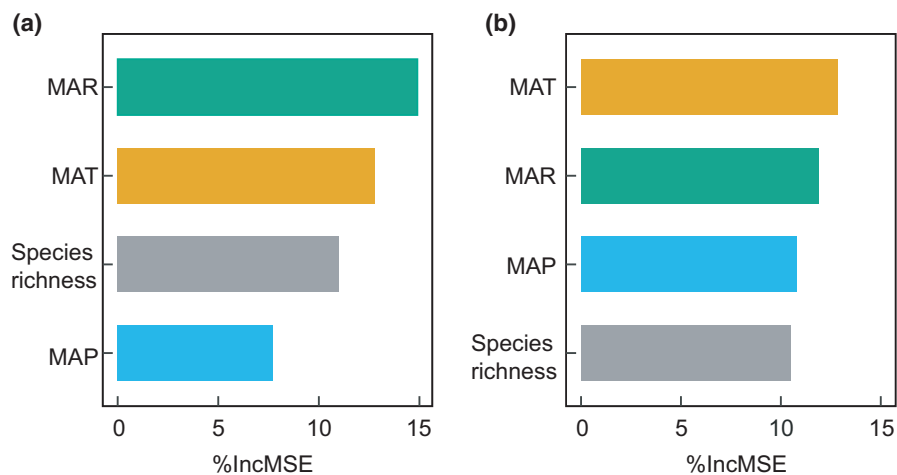 (a)
MAR
MAT
Species
richness
MAP
0 5 10 15
%IncMSE
(b)
MAT
MAR
MAP
Species
richness
0 5 10 15
%IncMSE